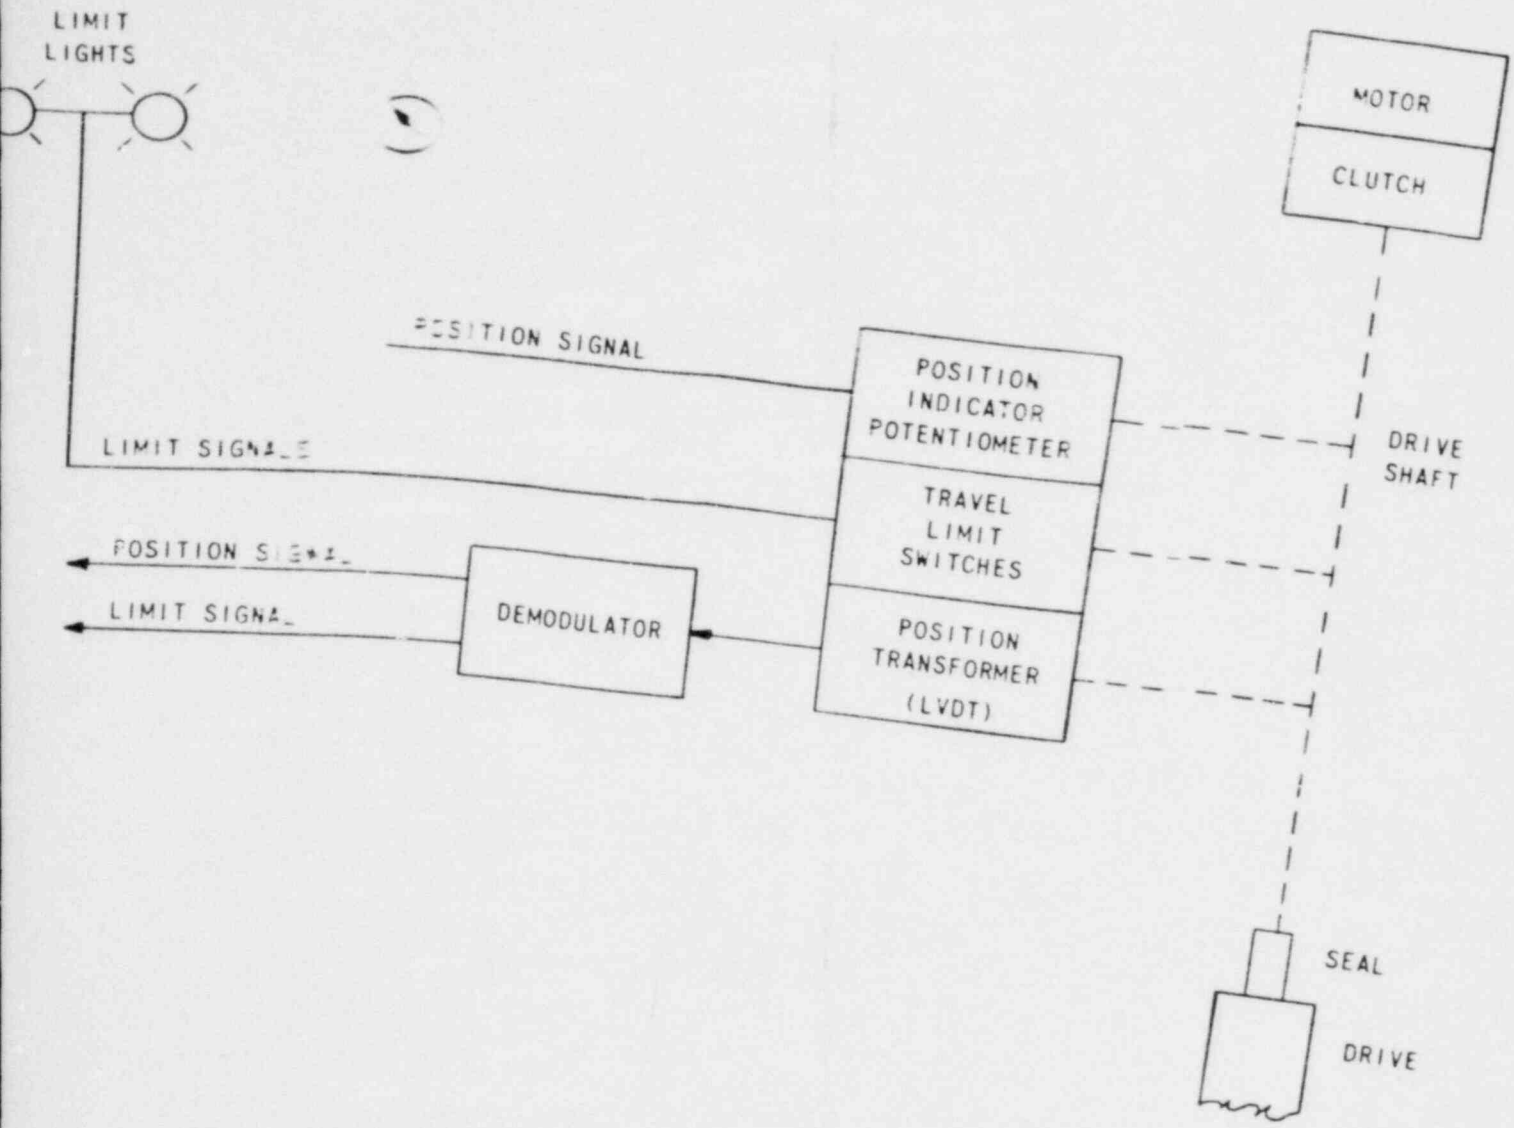 LIMIT
LIGHTS
MOTOR
CLUTCH
POSITION SIGNAL
POSITION
INDICATOR
POTENTIOMETER
DRIVE
SHAFT
LIMIT SIGNALS
TRAVEL
LIMIT
SWITCHES
POSITION SIGNAL
LIMIT SIGNAL
DEMODULATOR
POSITION
TRANSFORMER
(LVDT)
SEAL
DRIVE